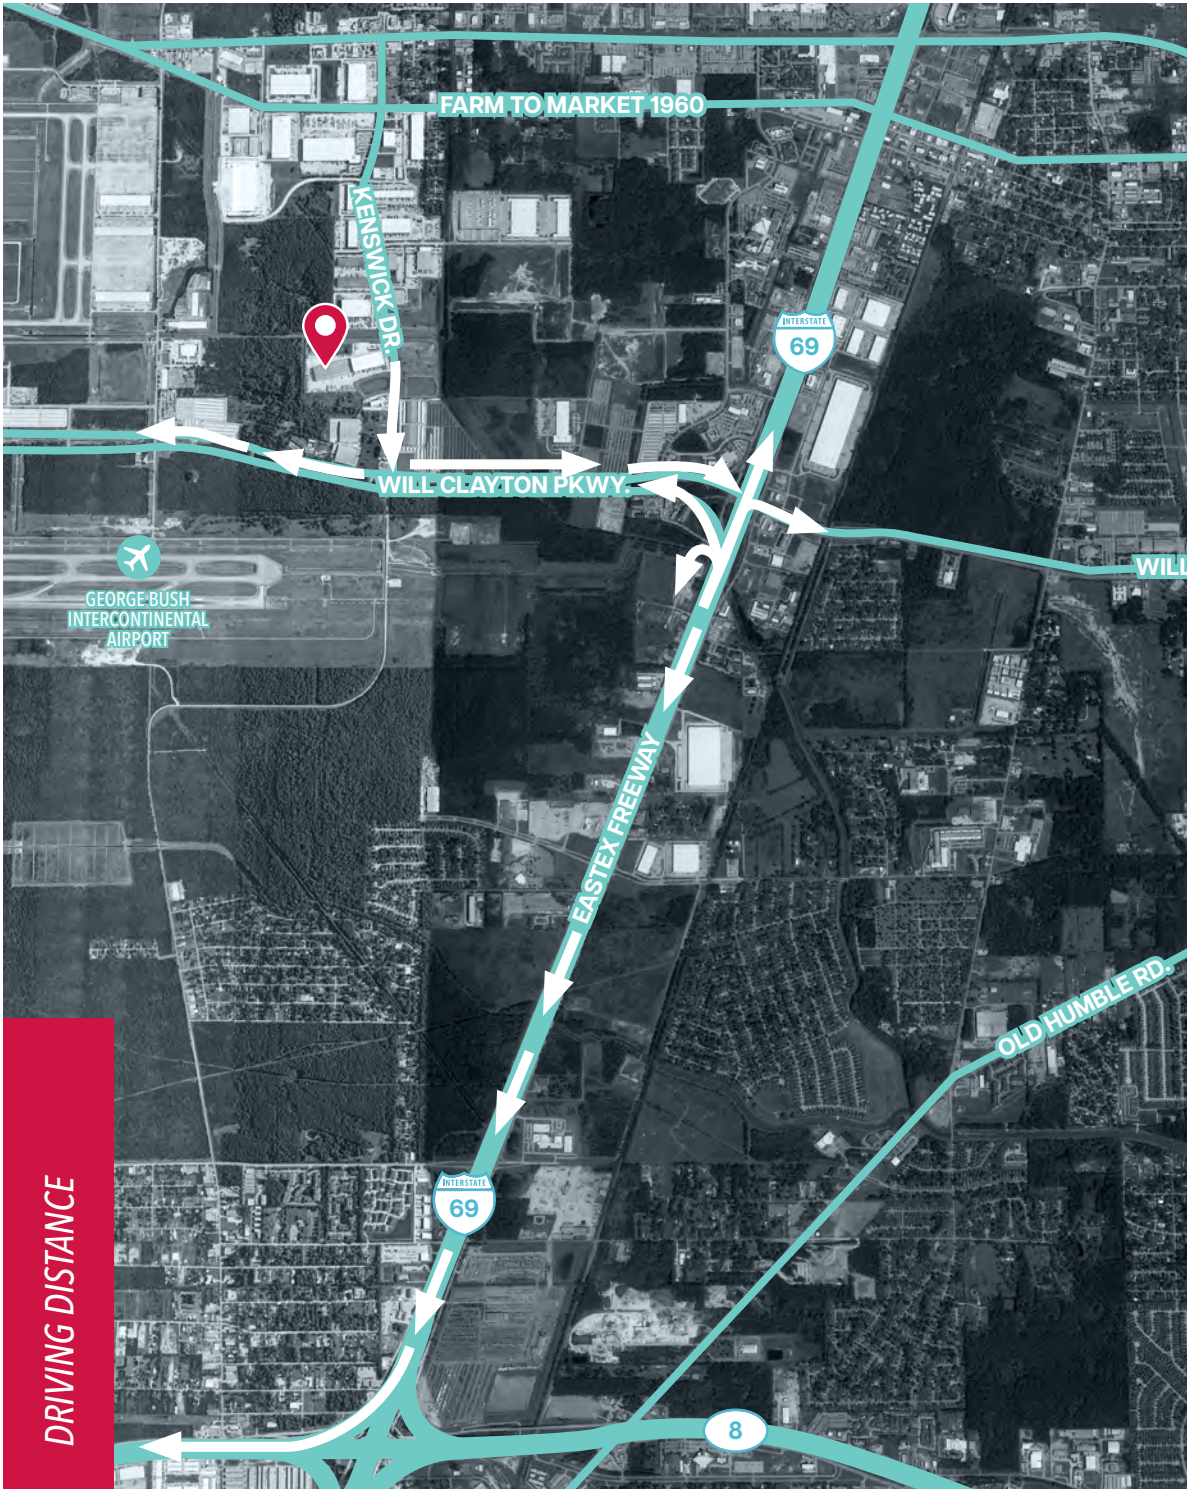 FARM TO MARKET 1960
KENSWICK DR.
INTERSTATE
69
WILL CLAYTON PKWY.
WILL
GEORGE BUSH
INTERCONTINENTAL
AIRPORT
EASTEX FREEWAY
OLD HUMBLE RD.
INTERSTATE
69
8
DRIVING DISTANCE